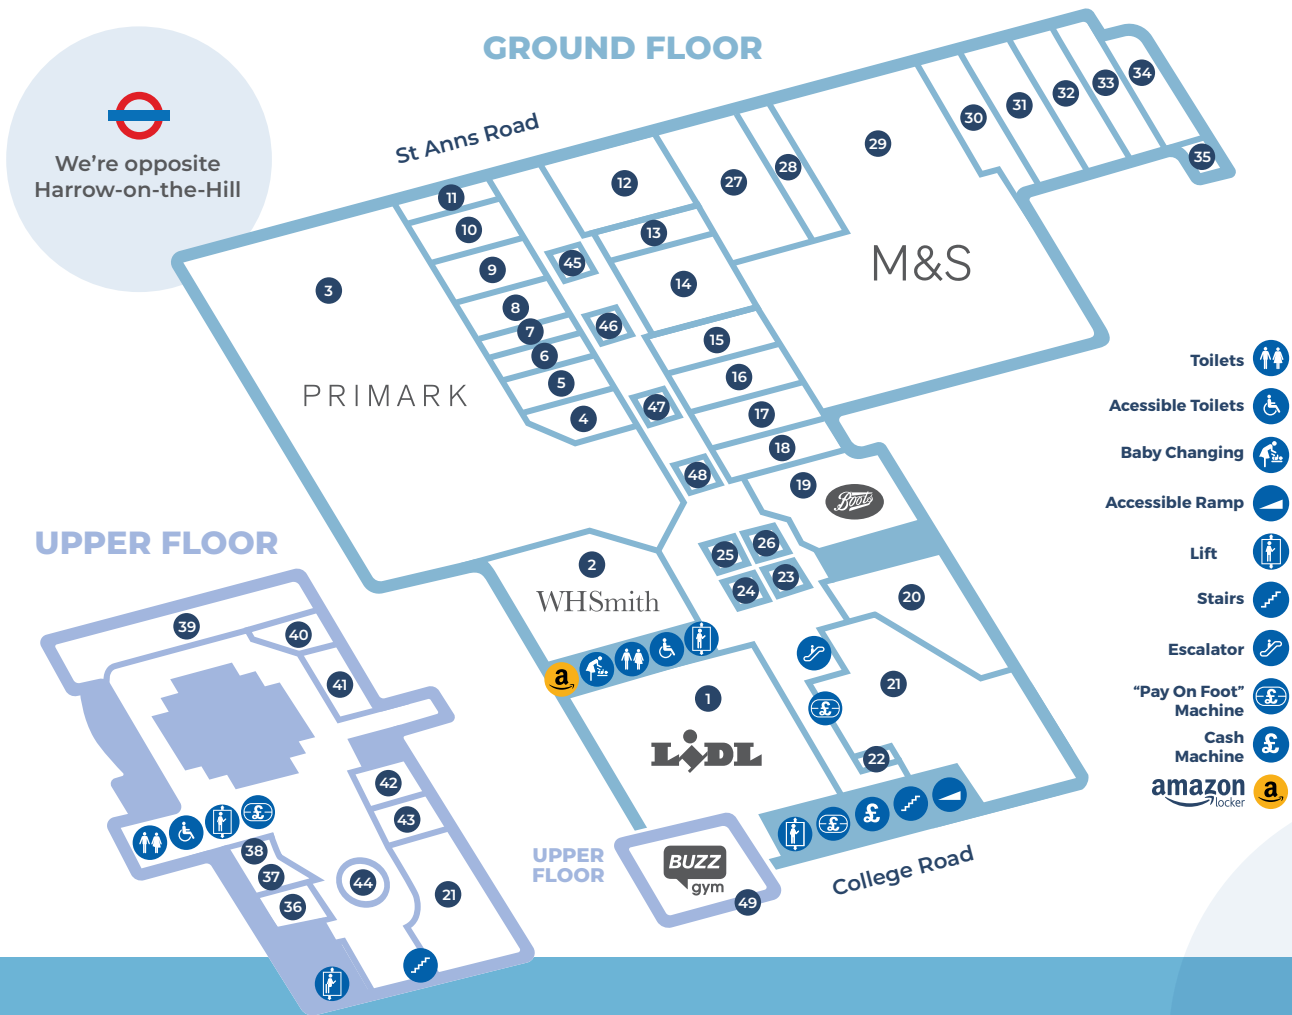 GROUND FLOOR
We're opposite
Harrow-on-the-Hill
St Anns Road
11
10
9
8
7
6
5
4
3
PRIMARK
12
13
14
15
16
17
18
19
Boots
45
46
47
48
27
28
29
M&S
30
31
32
33
34
35
25
26
24
23
2
WHSmith
a
1
LIDL
20
21
£
22
£
£
College Road
UPPER FLOOR
39
40
41
42
43
£
38
37
36
44
21
UPPER
FLOOR
BUZZ
gym
49
Toilets
Acessible Toilets
Baby Changing
Accessible Ramp
Lift
Stairs
Escalator
"Pay On Foot"
Machine
£
Cash
Machine
£
amazon
locker
a